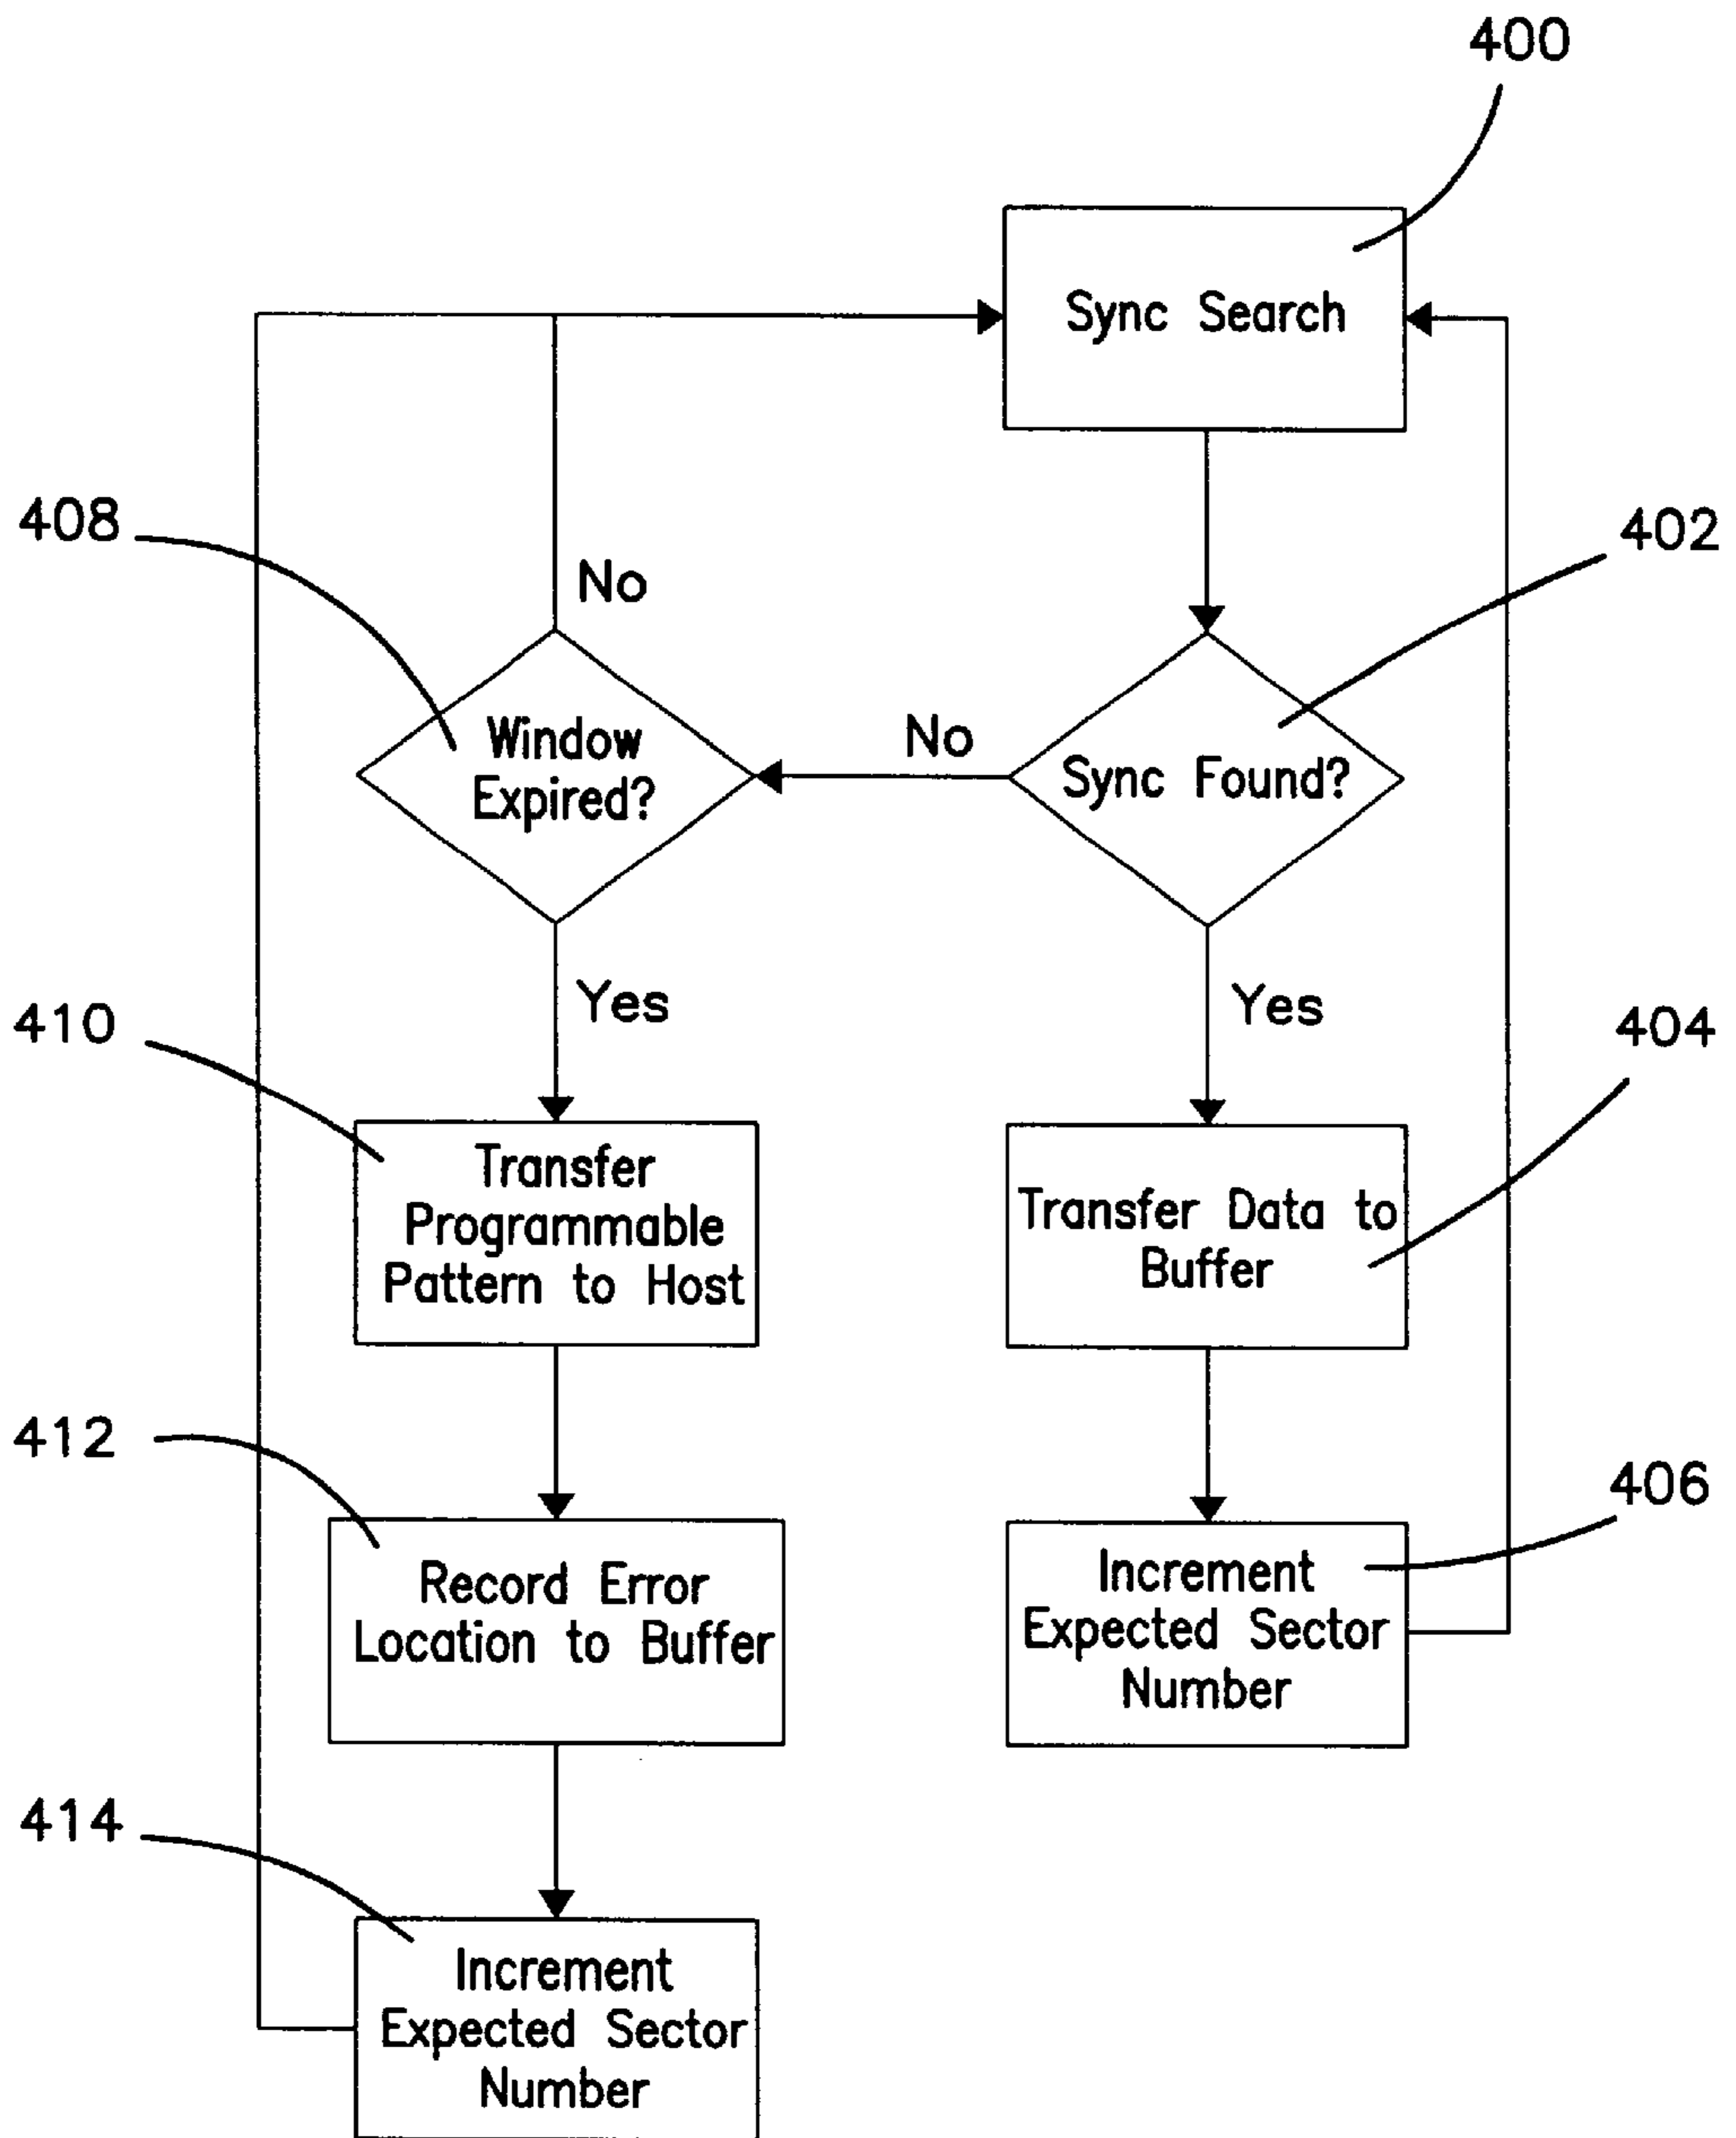 400
Sync Search
408
402
No
Window
Expired?
No
Sync Found?
Yes
Yes
410
404
Transfer
Programmable
Pattern to Host
Transfer Data to
Buffer
412
406
Record Error
Location to Buffer
Increment
Expected Sector
Number
414
Increment
Expected Sector
Number